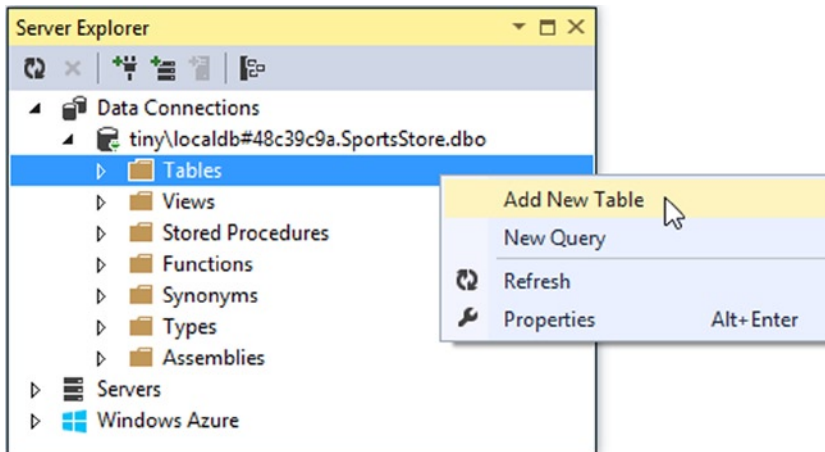 Server Explorer
Data Connections
tiny\localdb#48c39c9a.SportsStore.dbo
Tables
Views
Stored Procedures
Functions
Synonyms
Types
Assemblies
Servers
Windows Azure
Add New Table
New Query
Refresh
Properties Alt+Enter